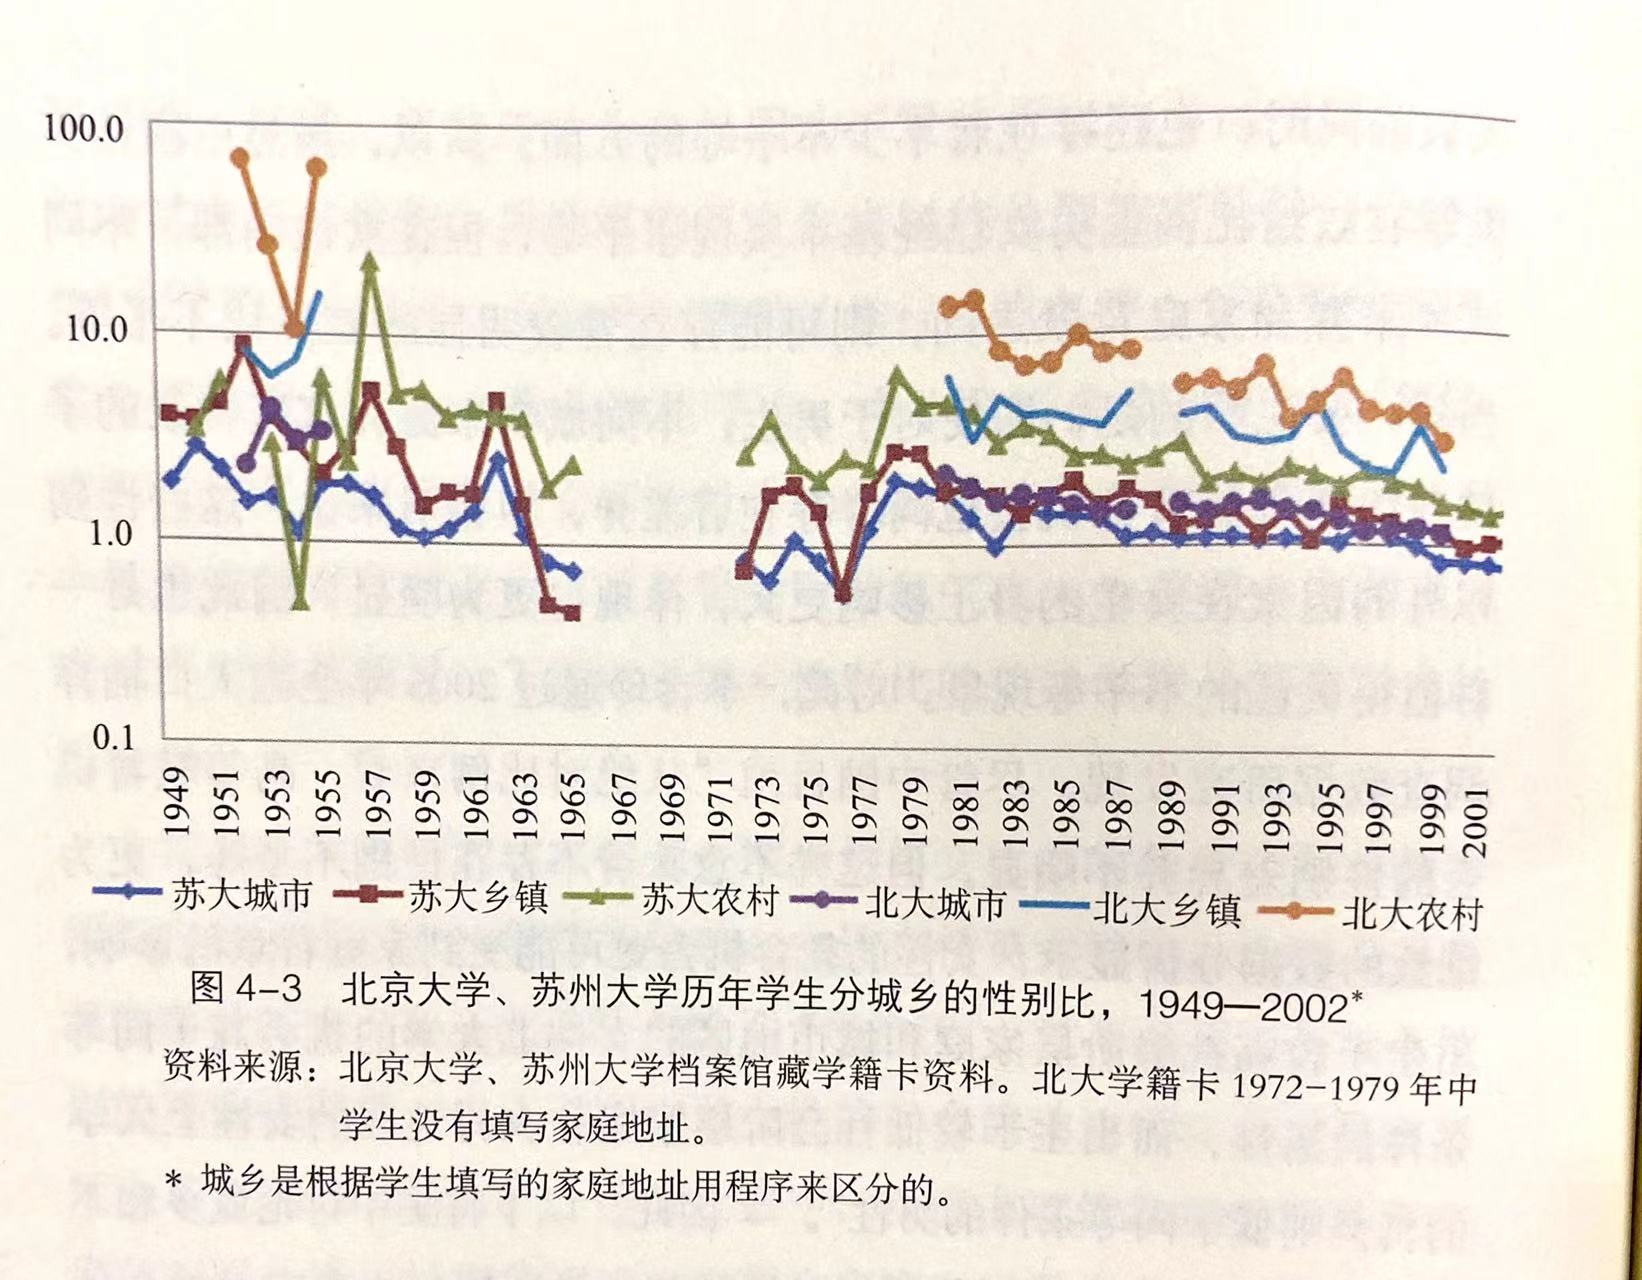 100.0
10.0
1.0
0.1
1949 1951 1953 1955 1957 1959 1961 1963 1965 1967 1969 1971 1973 1975 1977 1979 1981 1983 1985 1987 1989 1991 1993 1995 1997 1999 2001
苏大城市 苏大乡镇 苏大农村 北大城市 北大乡镇 北大农村
图 4-3 北京大学、苏州大学历年学生分城乡的性别比，1949—2002*
资料来源：北京大学、苏州大学档案馆藏学籍卡资料。北大学籍卡 1972-1979 年中
学生没有填写家庭地址。
* 城乡是根据学生填写的家庭地址用程序来区分的。